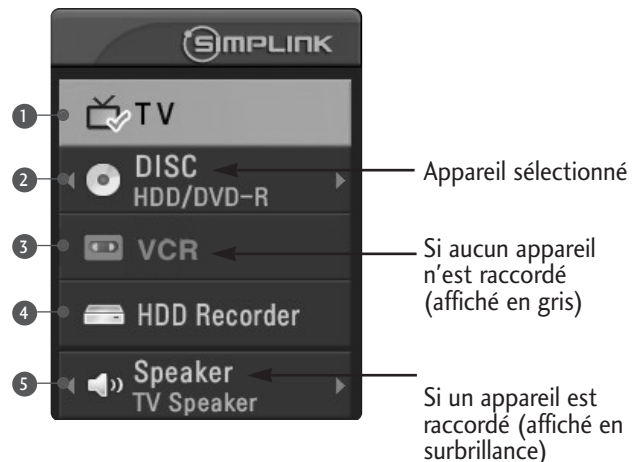 SIMPLINK
1 TV
2 DISC
HDD/DVD-R
Appareil sélectionné
3 VCR
Si aucun appareil
n'est raccordé
(affiché en gris)
4 HDD Recorder
5 Speaker
TV Speaker
Si un appareil est
raccordé (affiché en
surbrillance)